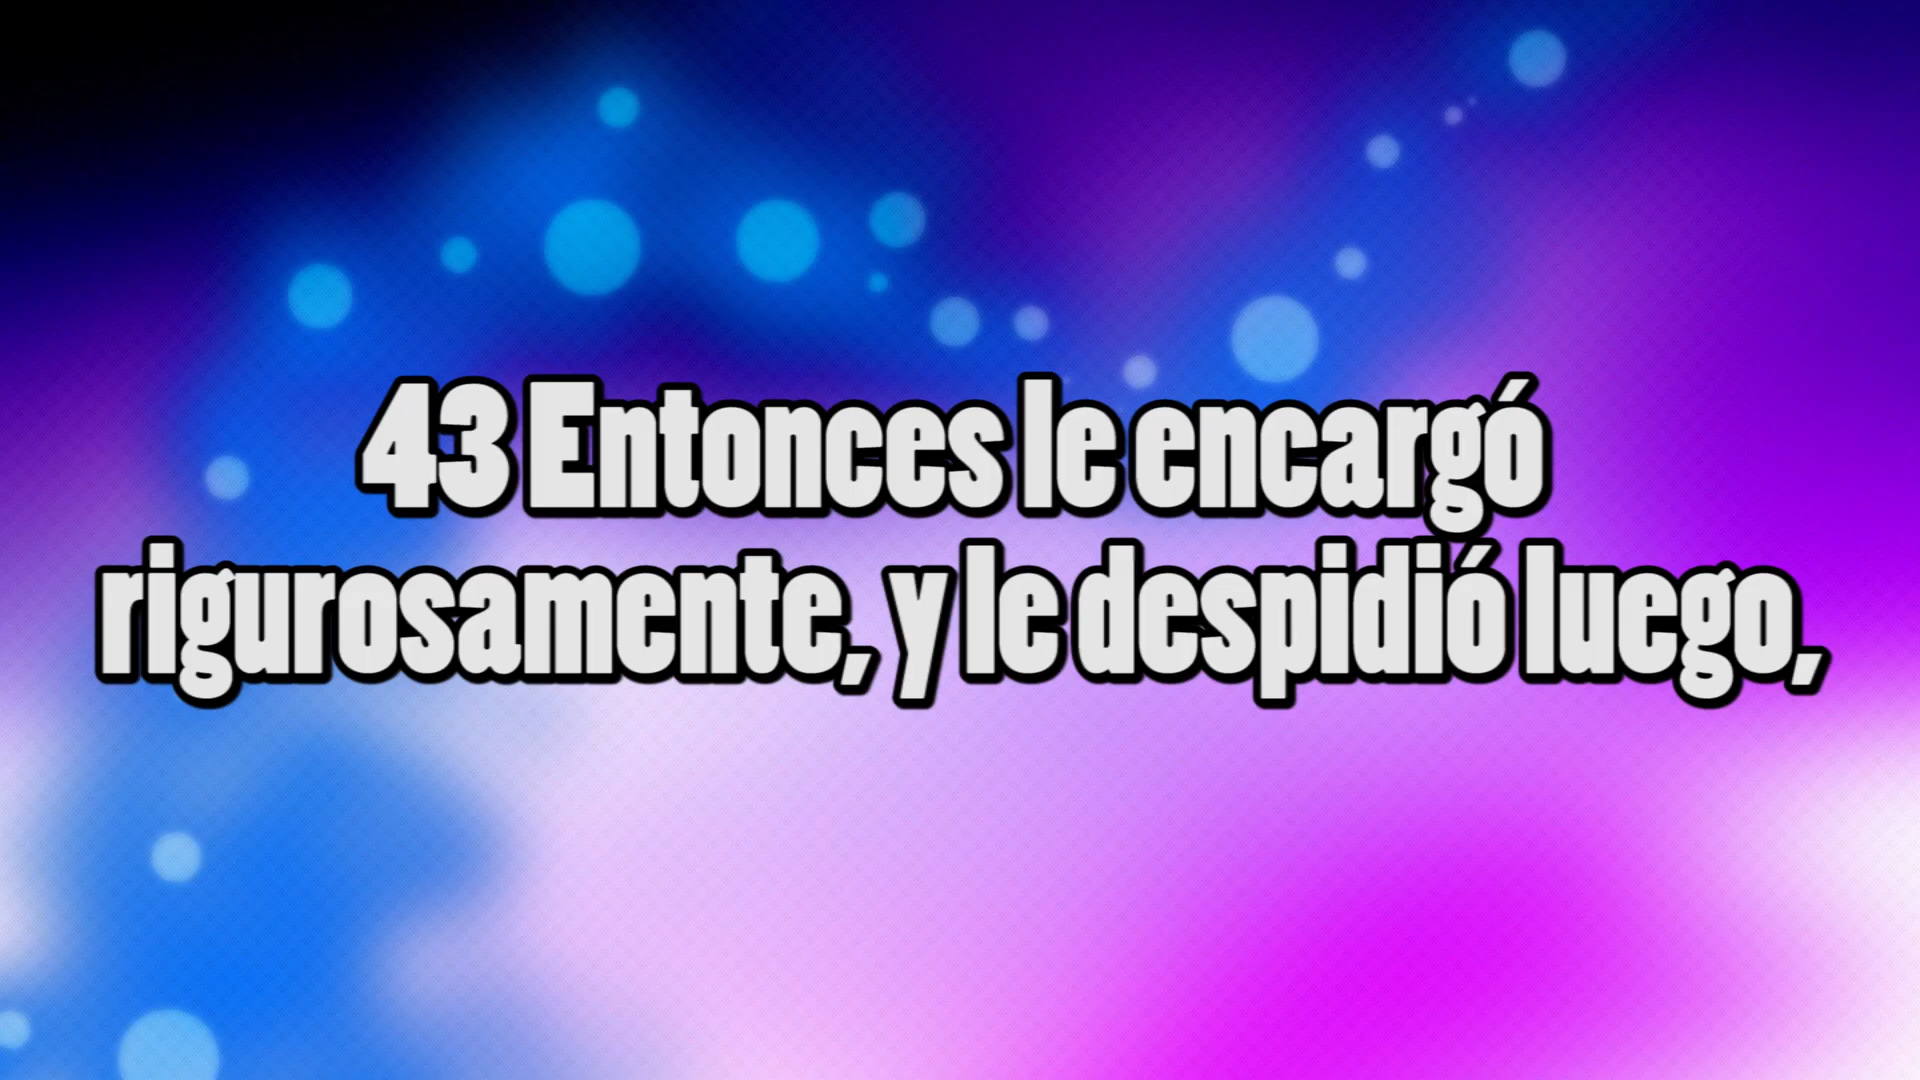 43 Entonces le encargó
rigurosamente, y le despidió luego,